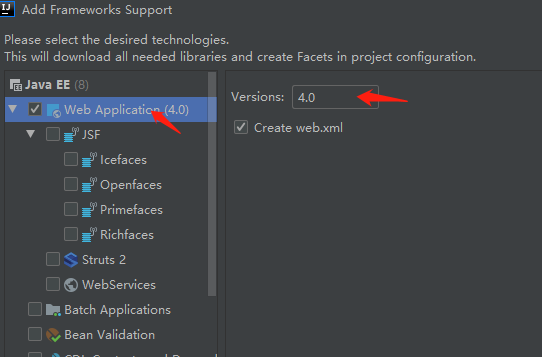 IJ Add Frameworks Support
Please select the desired technologies.
This will download all needed libraries and create Facets in project configuration.
Java EE (8)
Web Application (4.0)
JSF
Icefaces
Openfaces
Primefaces
Richfaces
Struts 2
WebServices
Batch Applications
Bean Validation
Versions: 4.0
Create web.xml